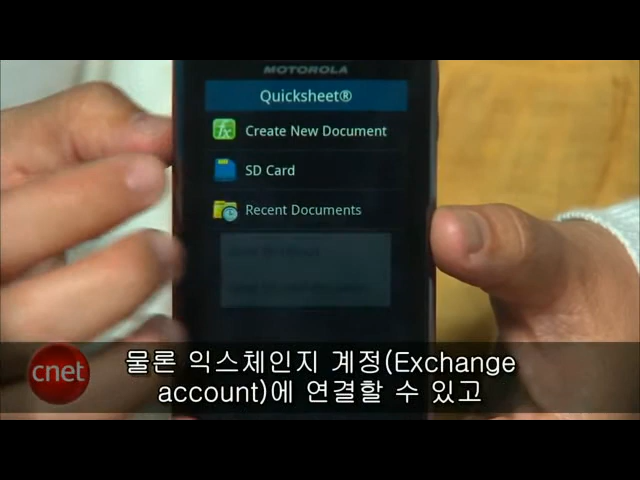 MOTOROLA
Quicksheet®
Create New Document
SD Card
Recent Documents
cnet
물론 익스체인지 계정(Exchange
account)에 연결할 수 있고